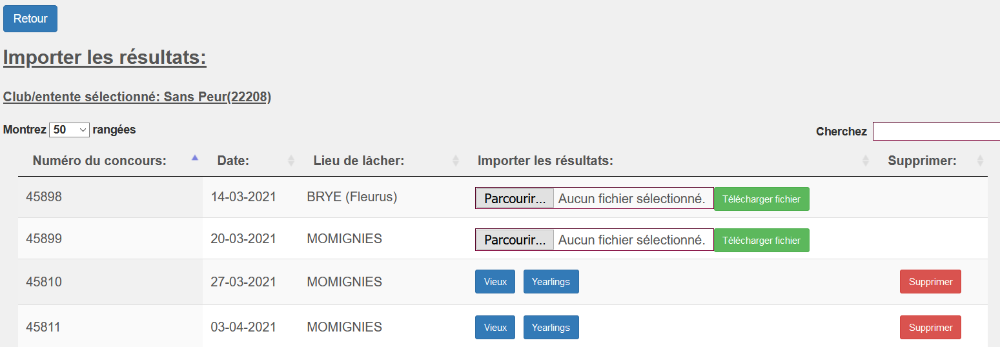 Retour
Importer les résultats:
Club/entente sélectionné: Sans Peur(22208)
Montrez 50 rangées Cherchez
Numéro du concours: Date: Lieu de lâcher: Importer les résultats: Supprimer:
45898 14-03-2021 BRYE (Fleurus) Parcourir... Aucun fichier sélectionné. Télécharger fichier
45899 20-03-2021 MOMIGNIES Parcourir... Aucun fichier sélectionné. Télécharger fichier
45810 27-03-2021 MOMIGNIES Vieux Yearlings Supprimer
45811 03-04-2021 MOMIGNIES Vieux Yearlings Supprimer